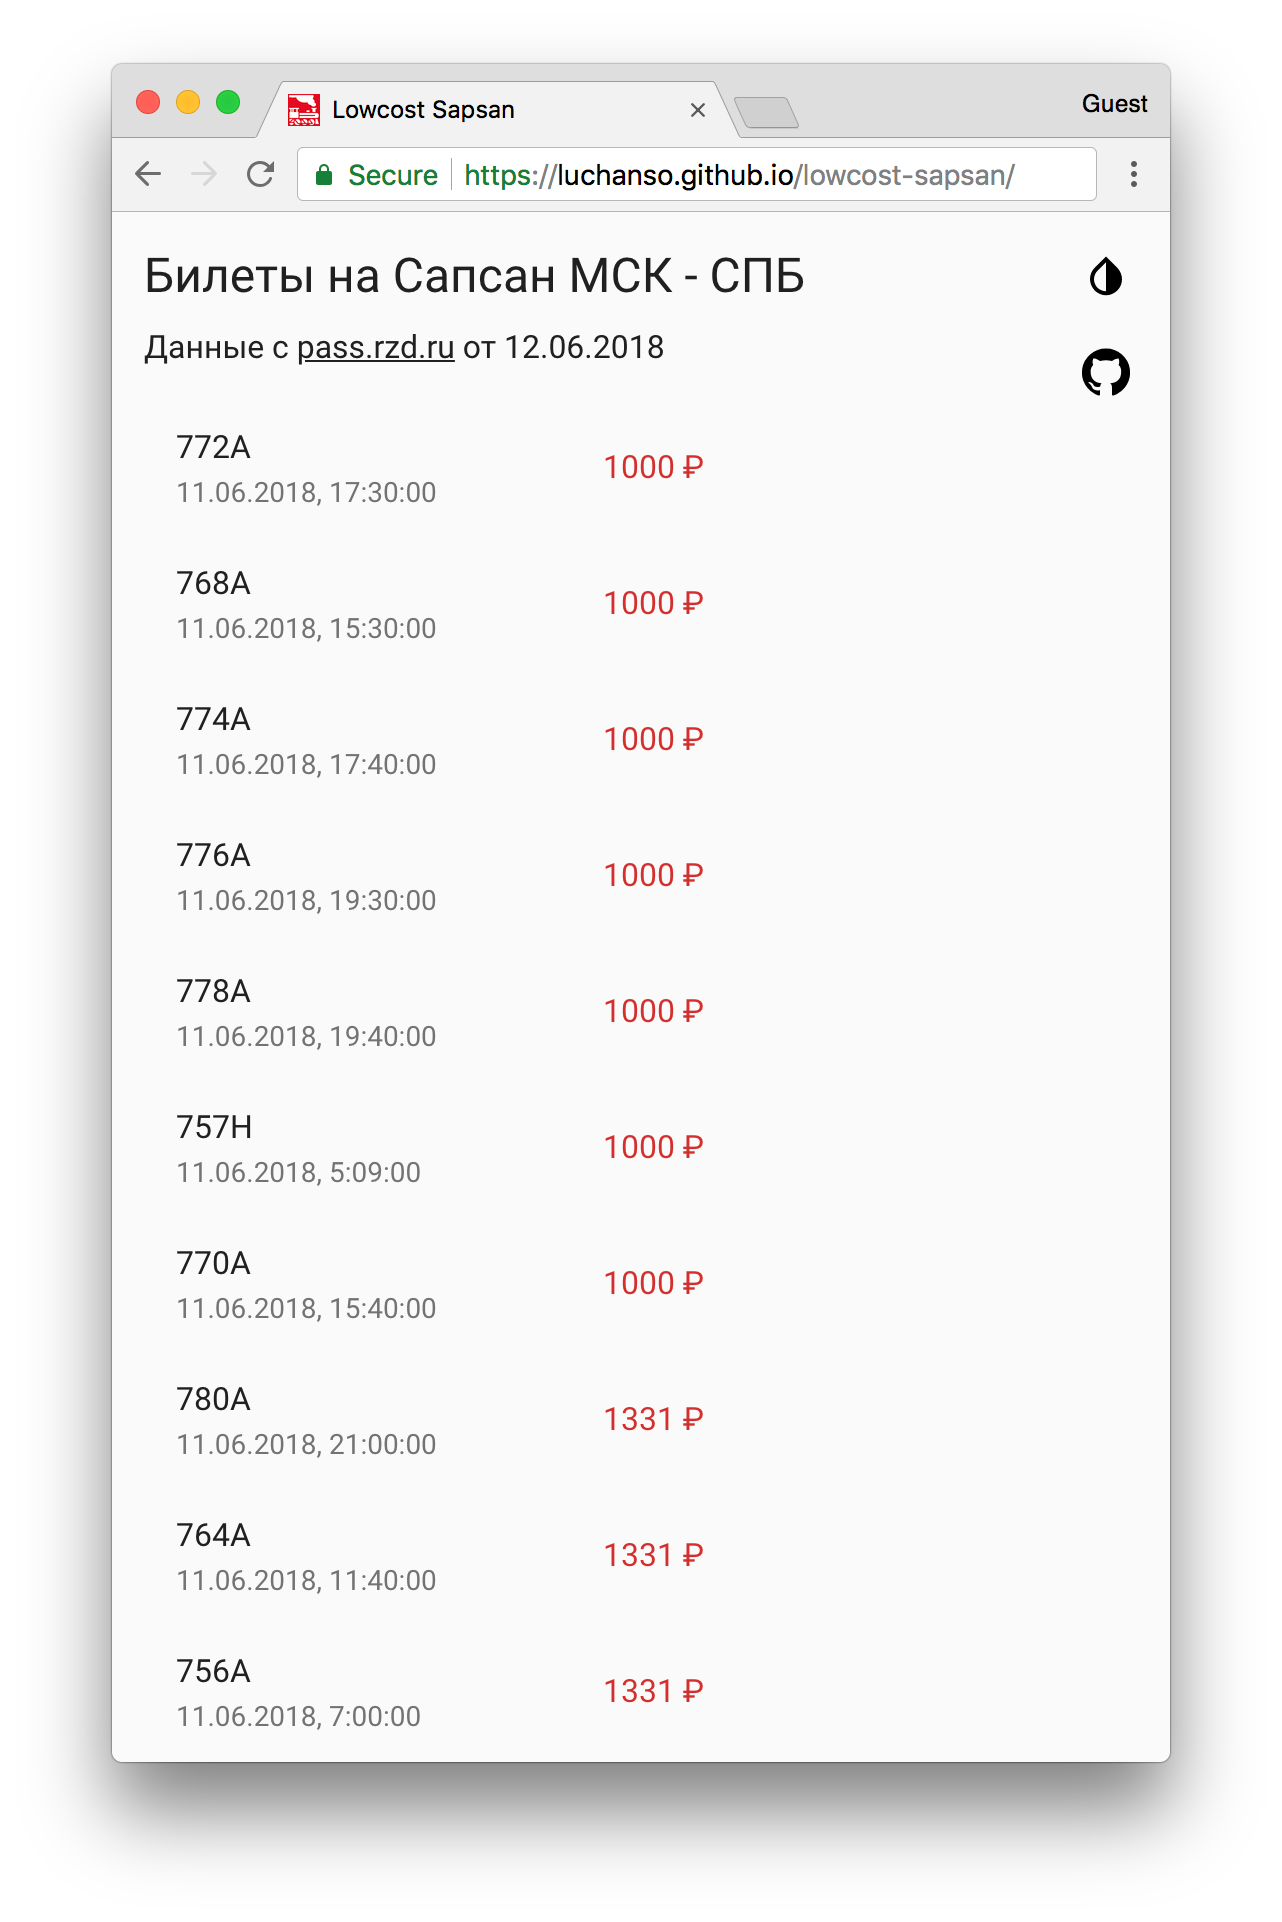 Lowcost Sapsan
Guest
Secure https://luchanso.github.io/lowcost-sapsan/
Билеты на Сапсан МСК - СПБ
Данные с pass.rzd.ru от 12.06.2018
772А
1000 ₽
11.06.2018, 17:30:00
768А
1000 ₽
11.06.2018, 15:30:00
774А
1000 ₽
11.06.2018, 17:40:00
776А
1000 ₽
11.06.2018, 19:30:00
778А
1000 ₽
11.06.2018, 19:40:00
757Н
1000 ₽
11.06.2018, 5:09:00
770А
1000 ₽
11.06.2018, 15:40:00
780А
1331 ₽
11.06.2018, 21:00:00
764А
1331 ₽
11.06.2018, 11:40:00
756А
1331 ₽
11.06.2018, 7:00:00